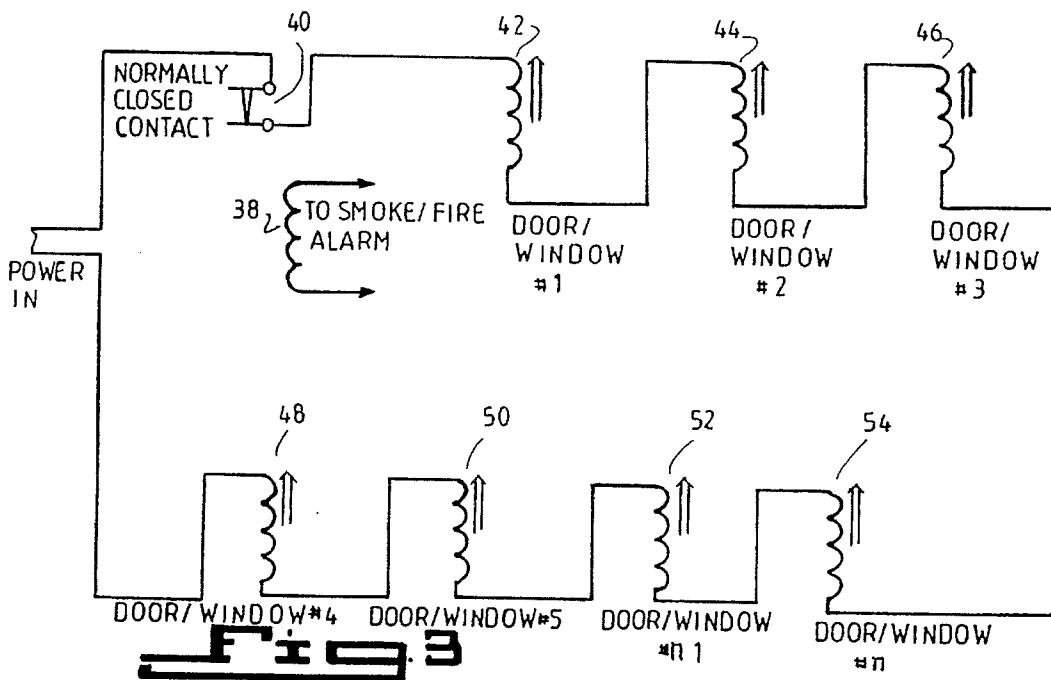 40
42
44
46
NORMALLY
CLOSED
CONTACT
38
TO SMOKE/FIRE
ALARM
POWER
IN
DOOR/
WINDOW
#1
DOOR/
WINDOW
#2
DOOR/
WINDOW
#3
48
50
52
54
DOOR/WINDOW#4
DOOR/WINDOW#5
DOOR/WINDOW
#n1
DOOR/WINDOW
#n
Fig.3